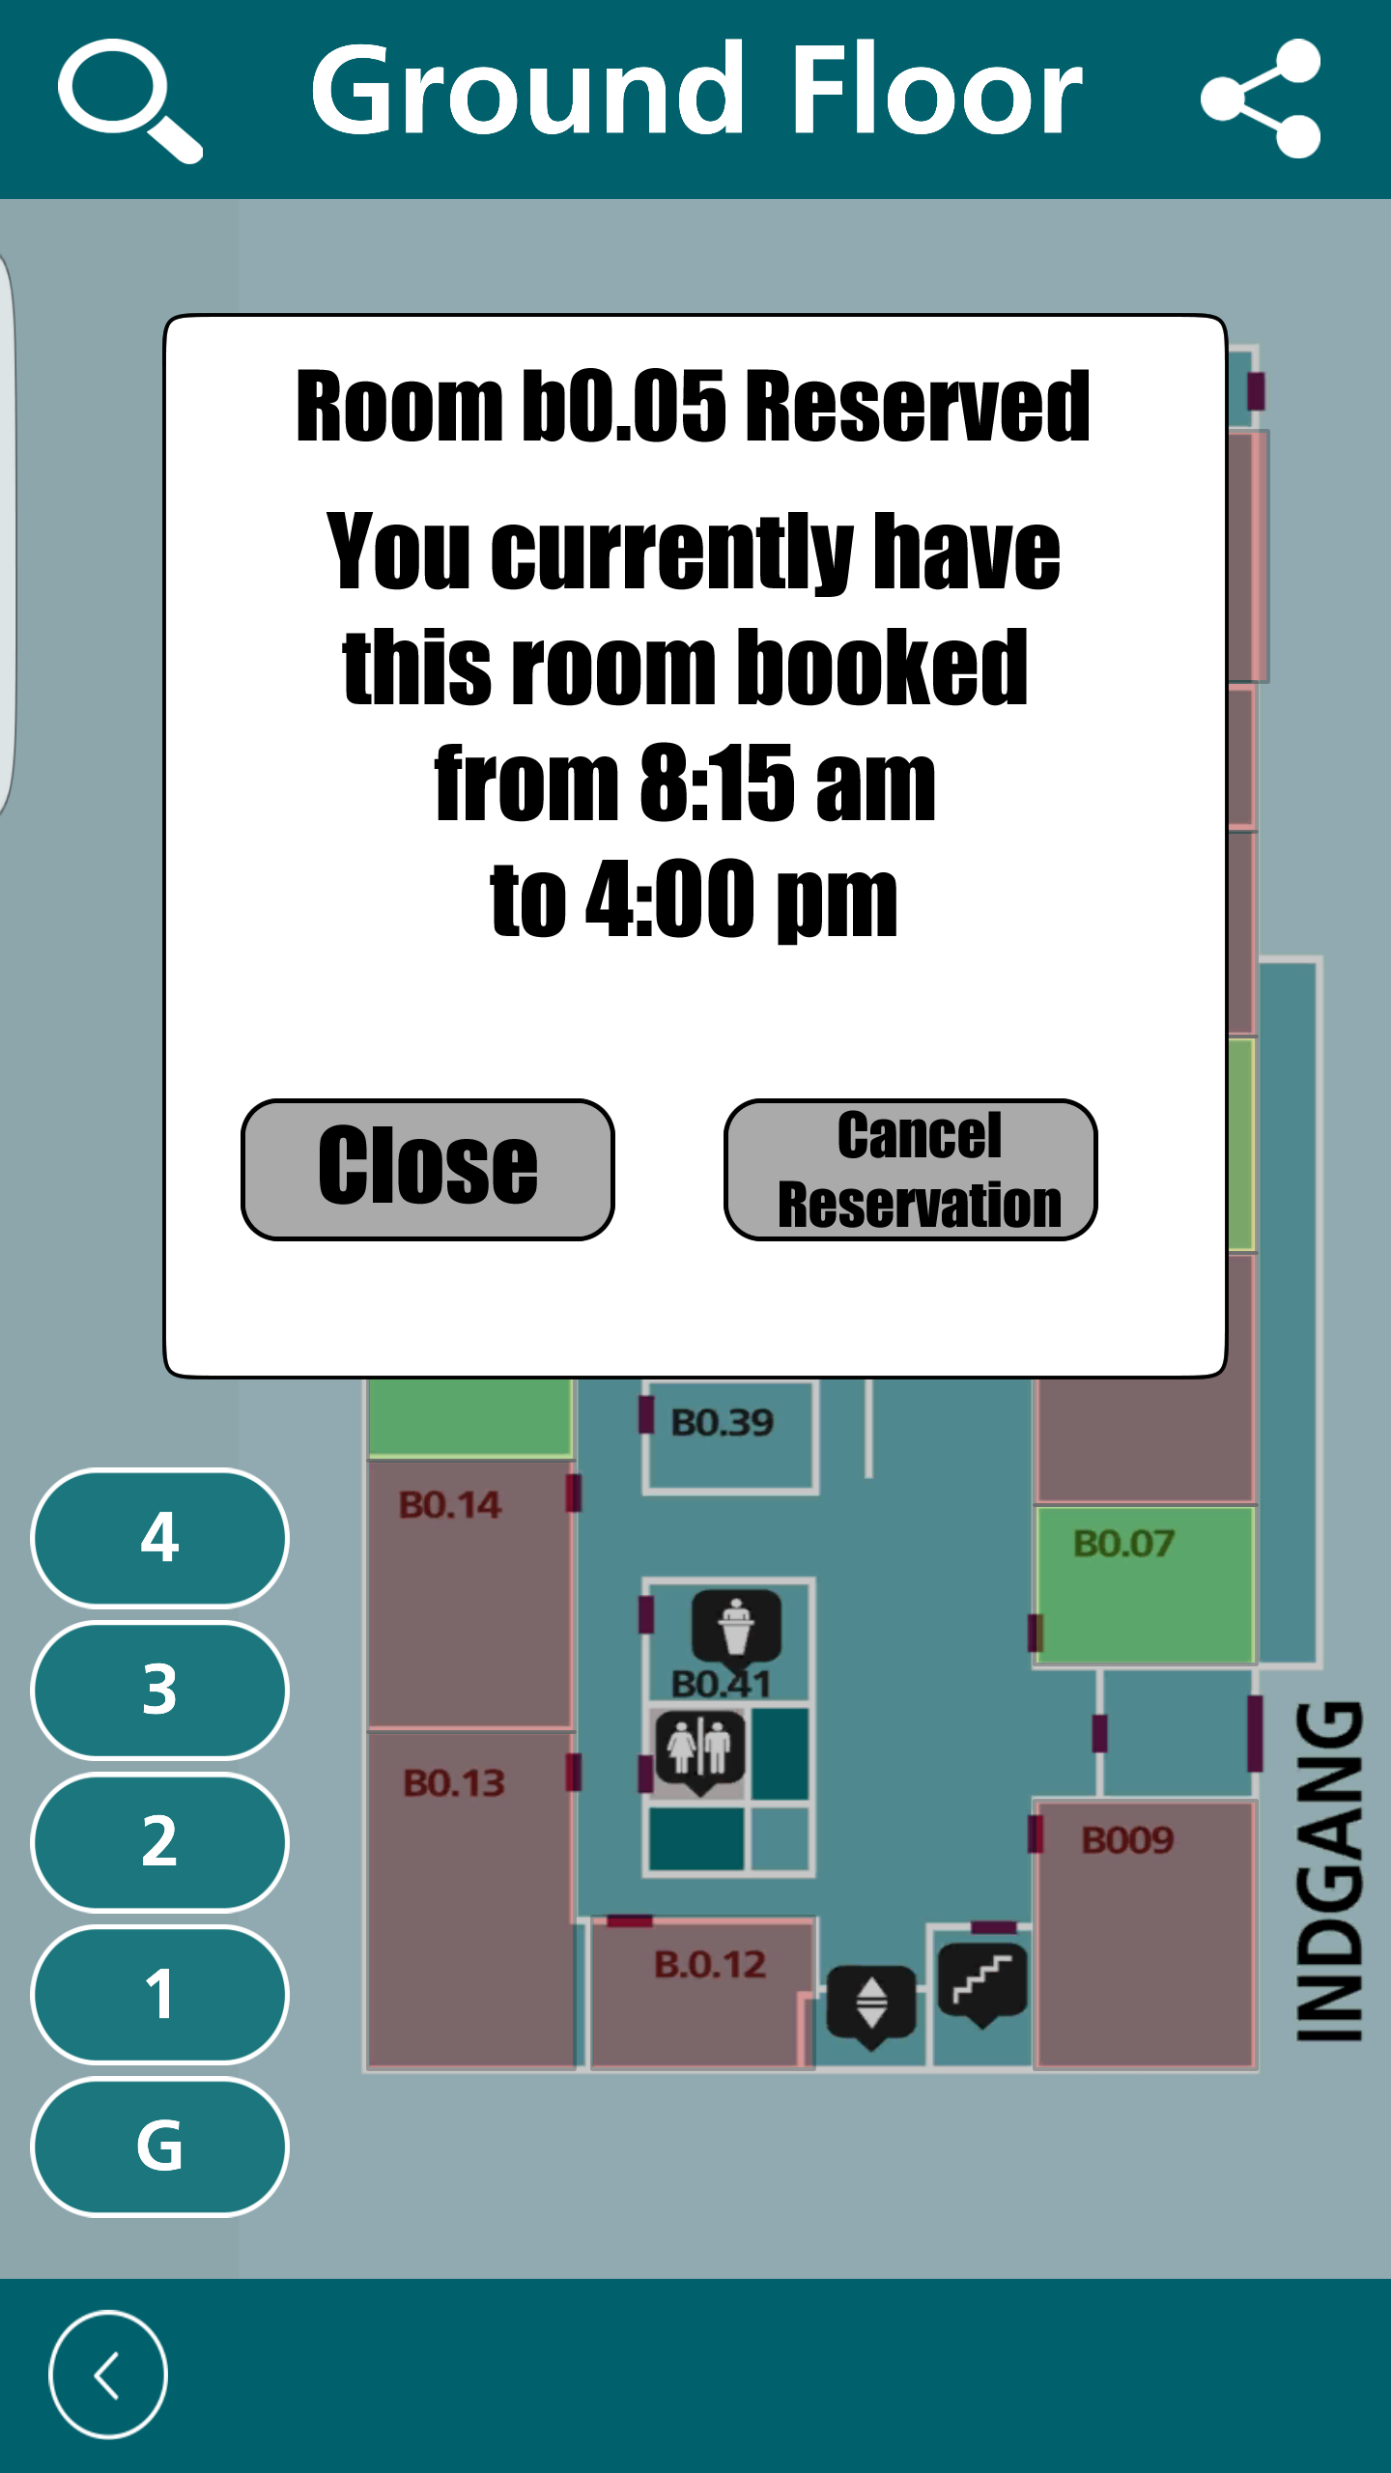 Ground Floor
Room b0.05 Reserved
You currently have
this room booked
from 8:15 am
to 4:00 pm
Close
Cancel
Reservation
B0.39
B0.14
B0.07
4
3
B0.41
B0.13
INDGANG
2
B009
1
B.0.12
G